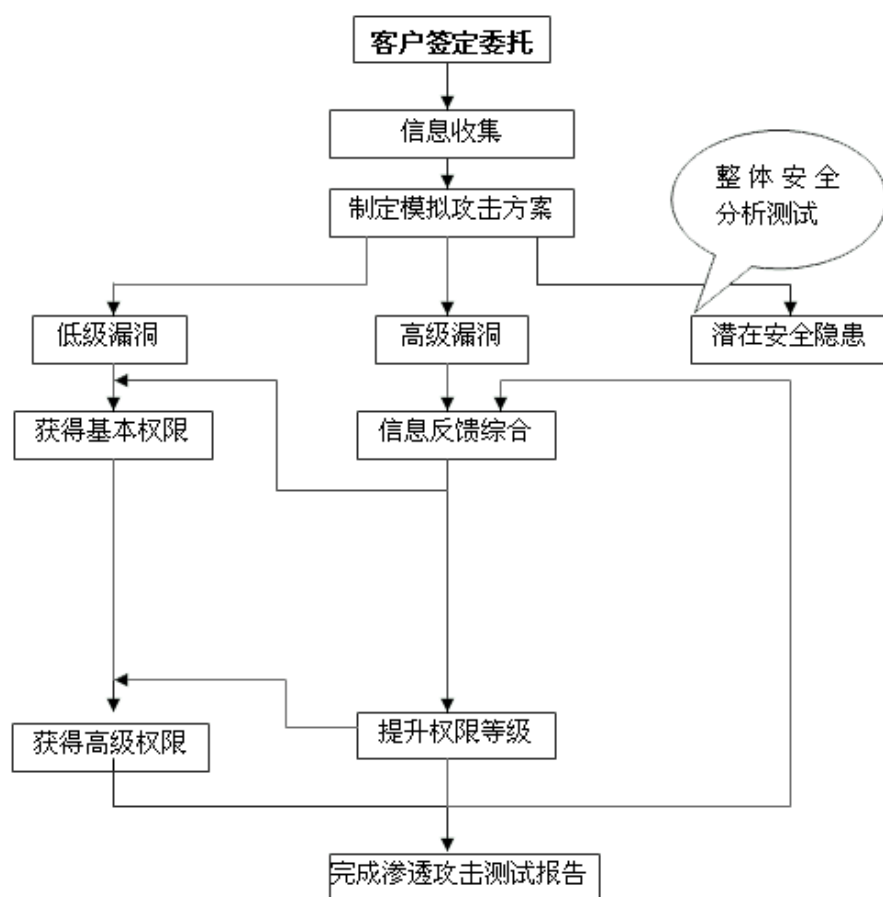 客户签定委托
信息收集
制定模拟攻击方案
整体安全
分析测试
低级漏洞
高级漏洞
潜在安全隐患
获得基本权限
信息反馈综合
获得高级权限
提升权限等级
完成渗透攻击测试报告